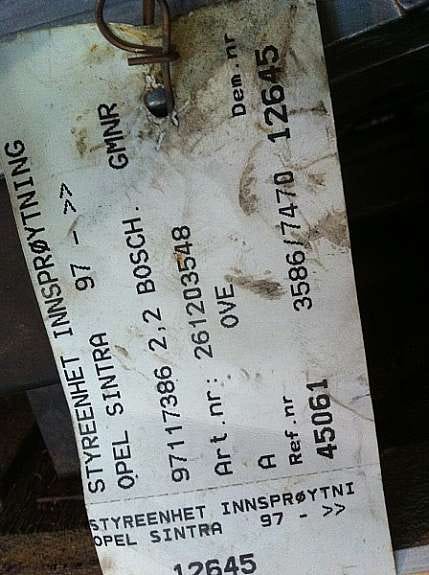 STYREENHET INNSPRØYTNING
OPEL SINTRA 97 - >> GMNR
97117386 2,2 BOSCH.
Art.nr: 261203548
A OVE Dem.nr
Ref.nr 3586/7470 12645
45061
STYREENHET INNSPRØYTNI
OPEL SINTRA 97 - >>
12645